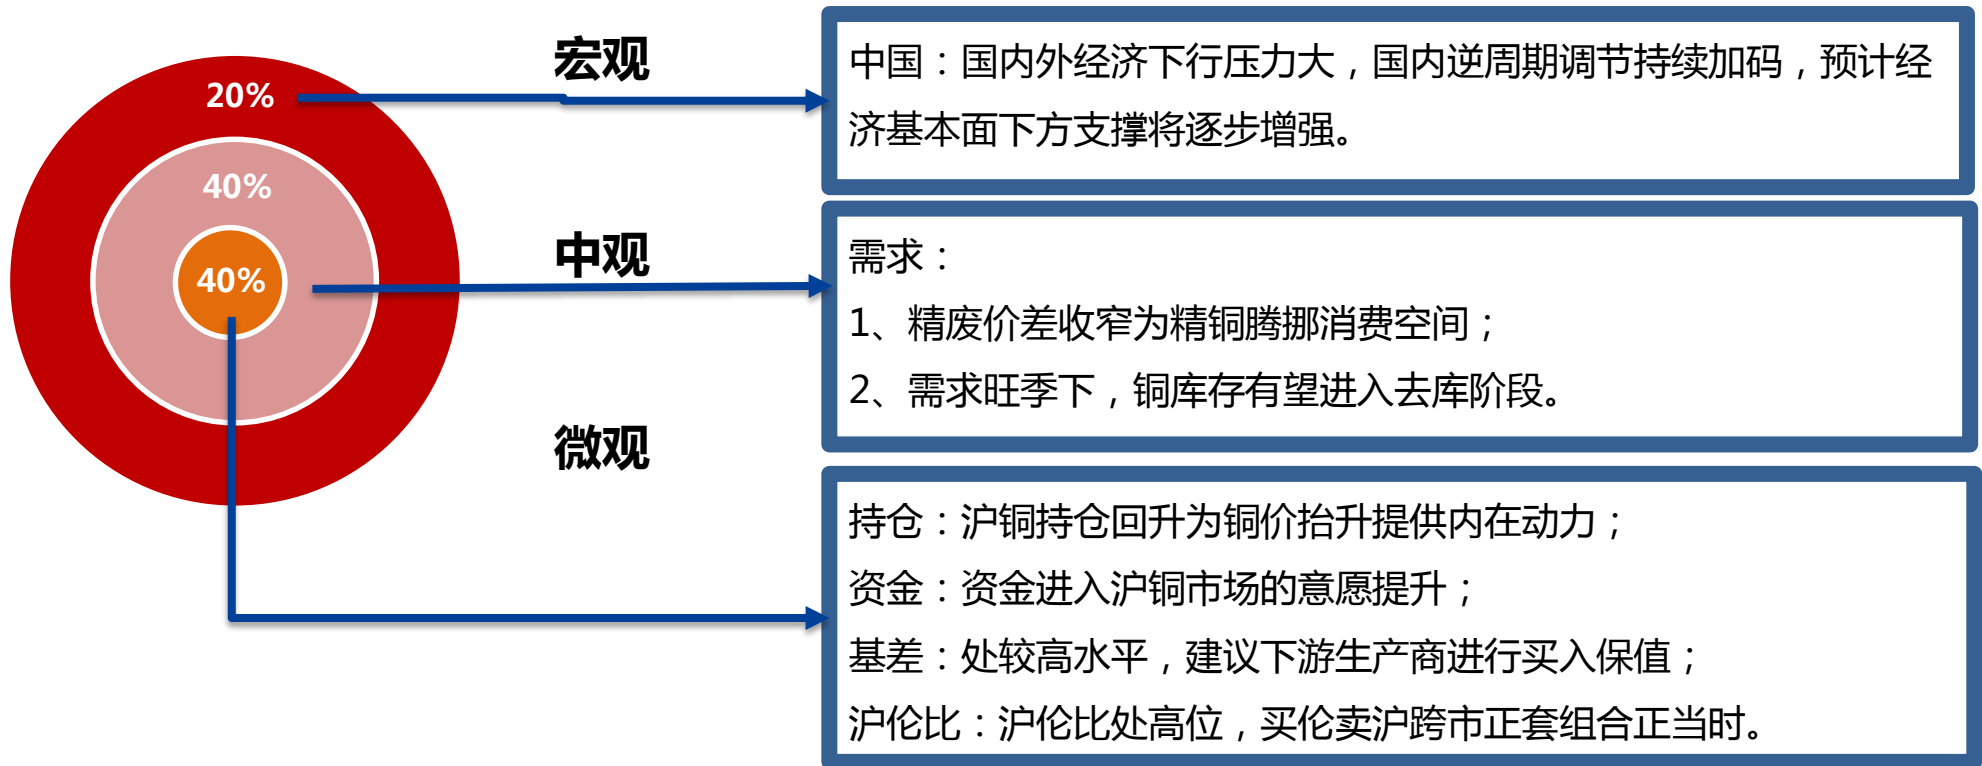 20%
40%
40%
宏观
中国：国内外经济下行压力大，国内逆周期调节持续加码，预计经
济基本面下方支撑将逐步增强。
中观
需求：
1、精废价差收窄为精铜腾挪消费空间；
2、需求旺季下，铜库存有望进入去库阶段。
微观
持仓：沪铜持仓回升为铜价抬升提供内在动力；
资金：资金进入沪铜市场的意愿提升；
基差：处较高水平，建议下游生产商进行买入保值；
沪伦比：沪伦比处高位，买伦卖沪跨市正套组合正当时。